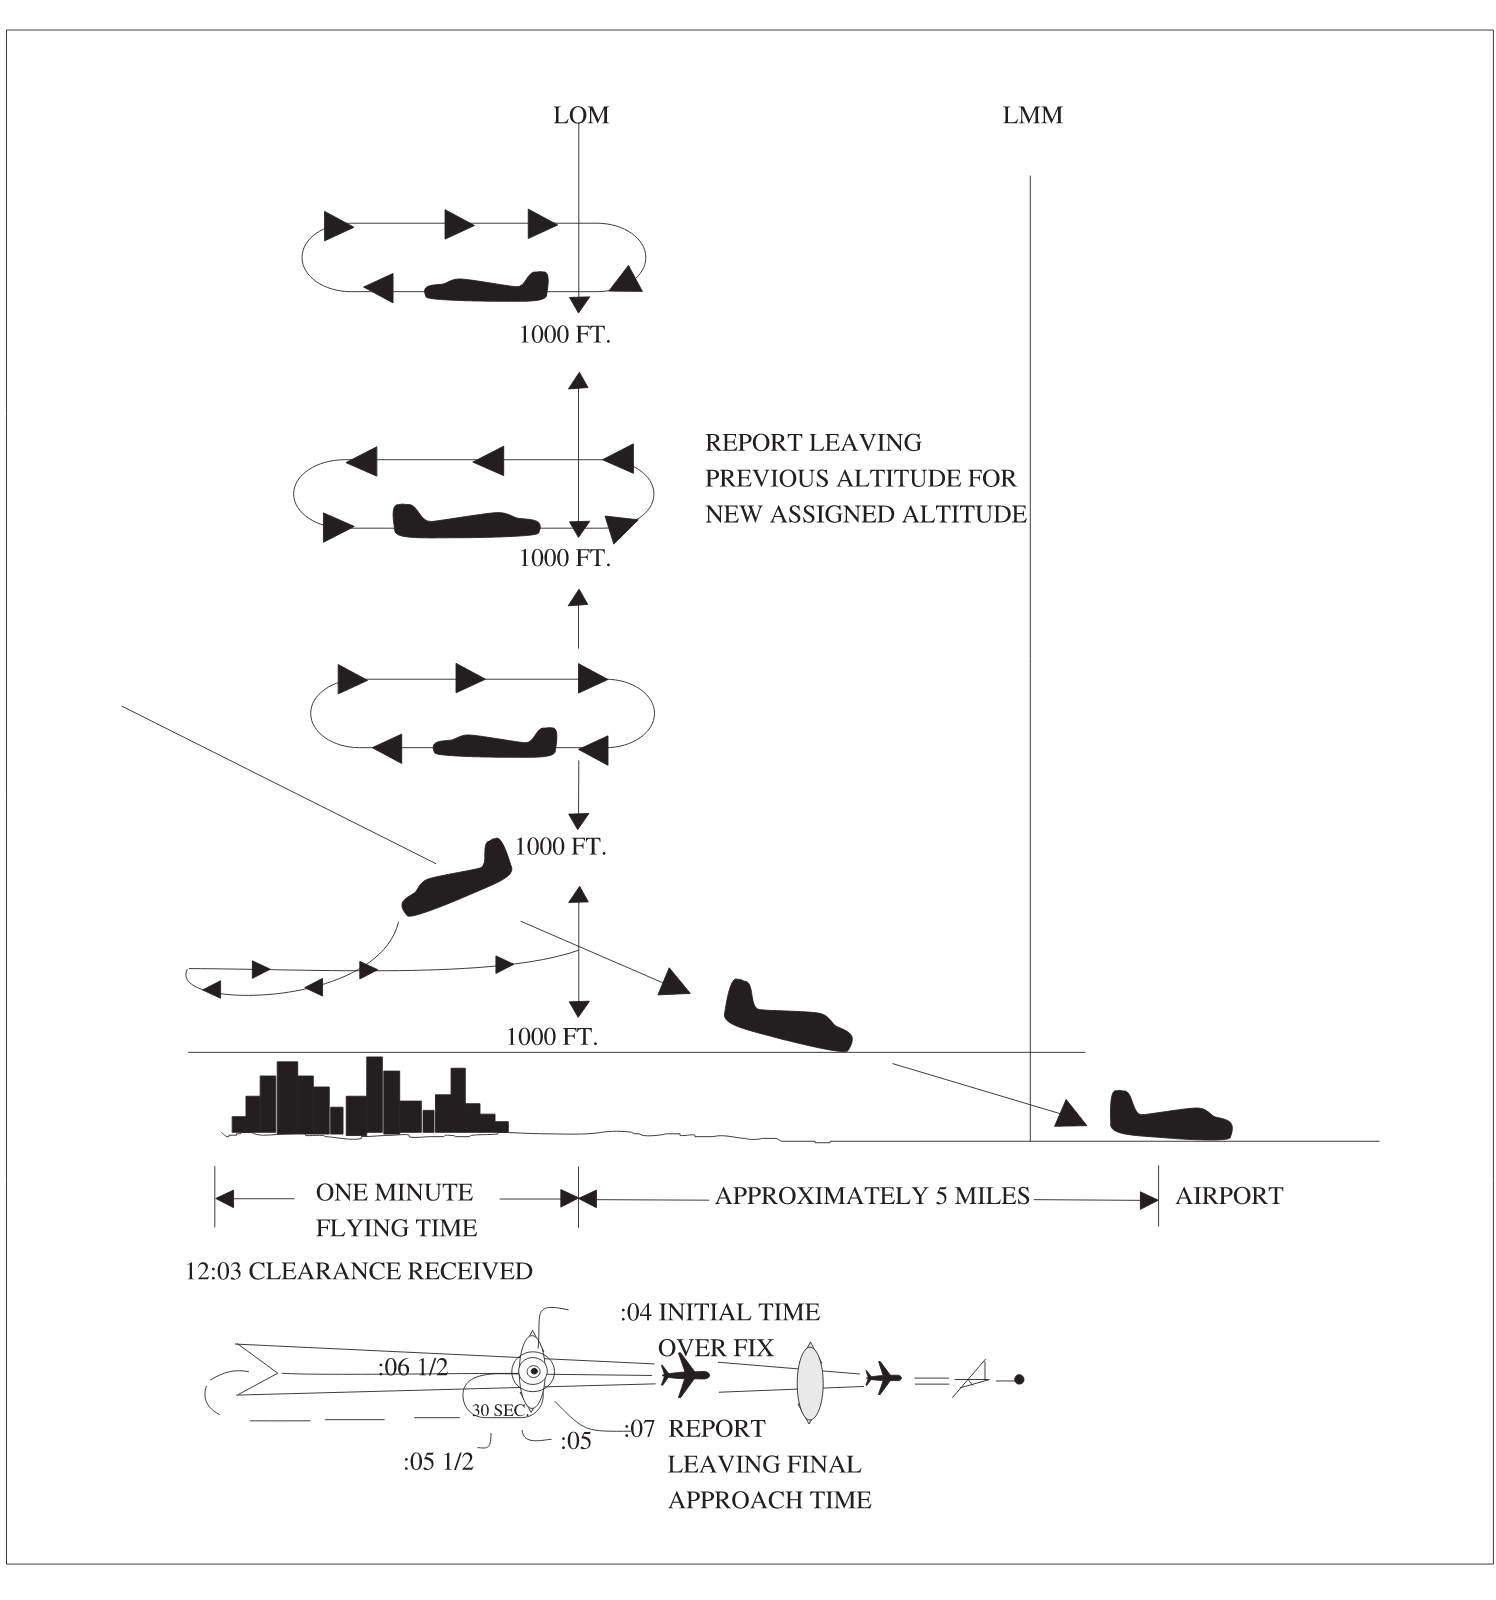 LOM
LMM
1000 FT.
REPORT LEAVING
PREVIOUS ALTITUDE FOR
NEW ASSIGNED ALTITUDE
1000 FT.
1000 FT.
1000 FT.
ONE MINUTE
FLYING TIME
APPROXIMATELY 5 MILES
AIRPORT
12:03 CLEARANCE RECEIVED
:04 INITIAL TIME
OVER FIX
:06 1/2
30 SEC.
:07 REPORT
LEAVING FINAL
APPROACH TIME
:05
:05 1/2